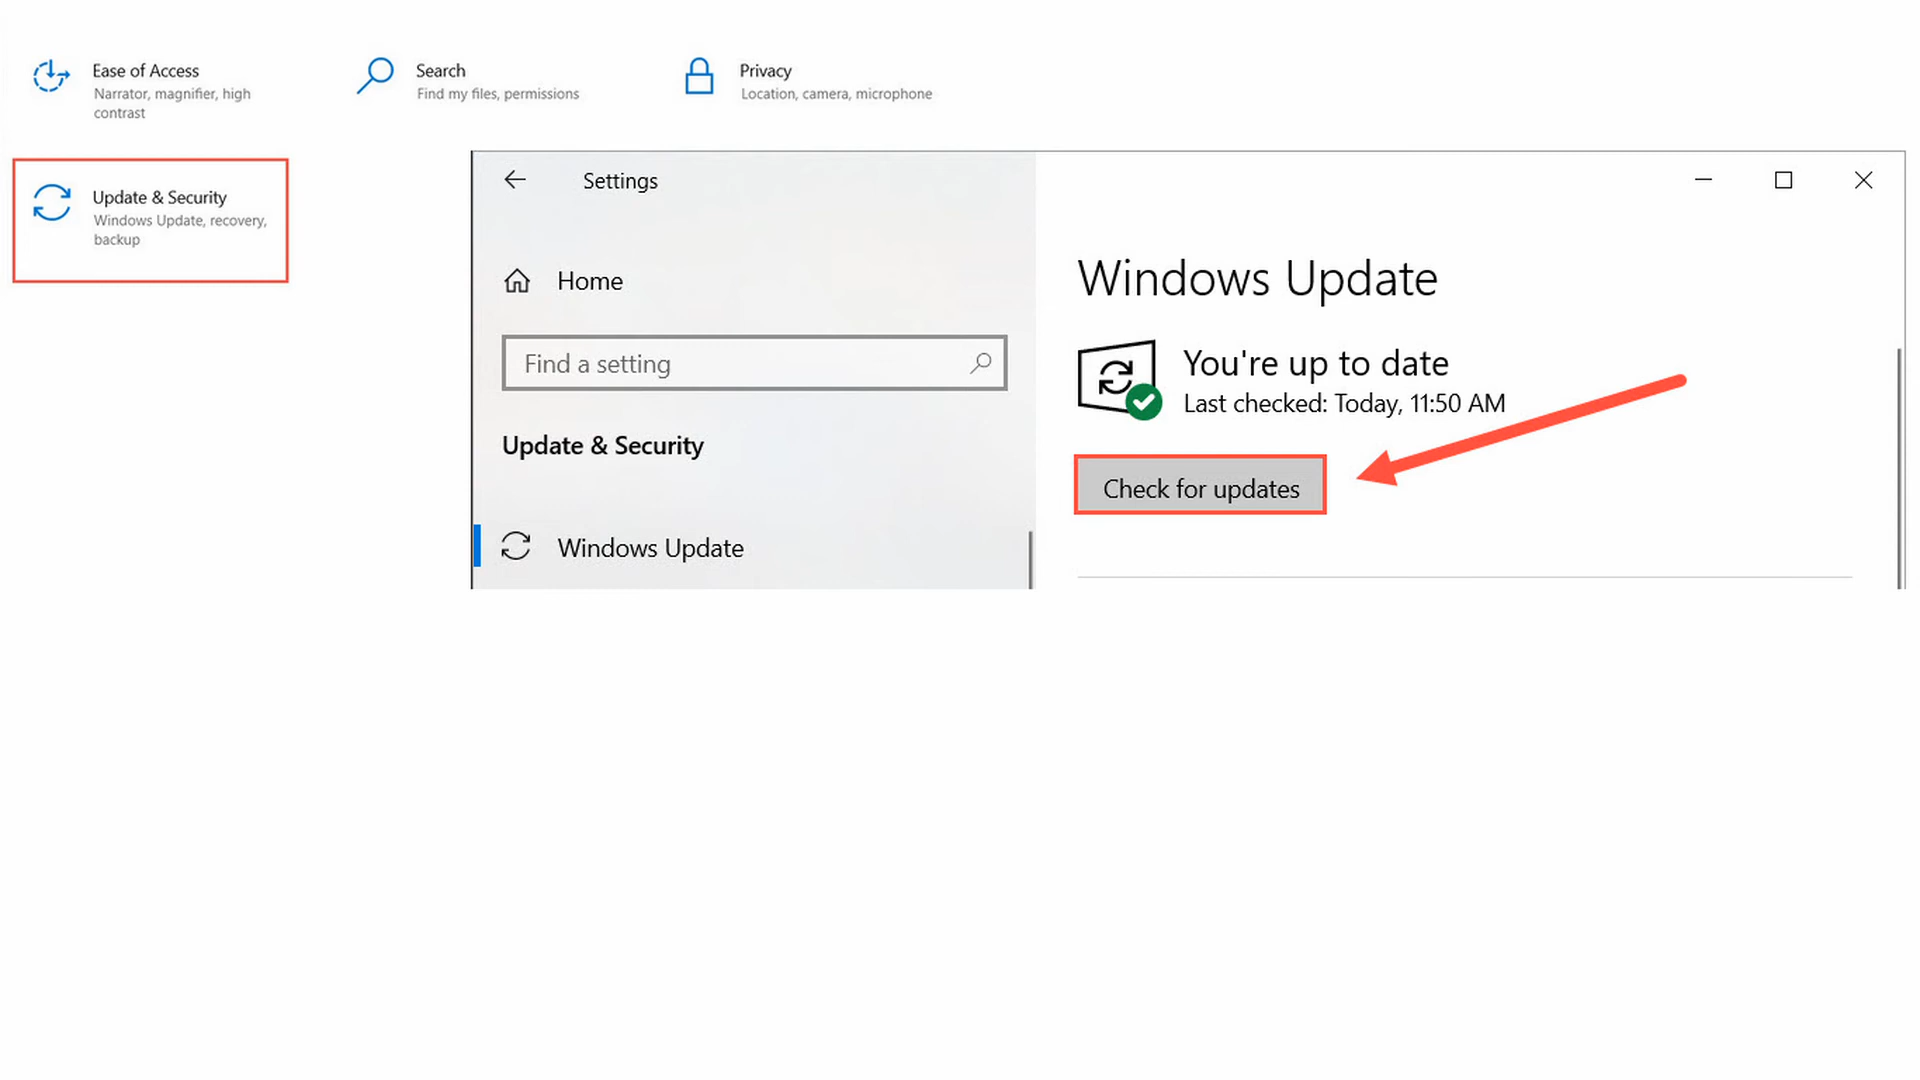 Ease of Access
Narrator, magnifier, high
contrast
Search
Find my files, permissions
Privacy
Location, camera, microphone
Update & Security
Windows Update, recovery,
backup
Settings
Home
Find a setting
Update & Security
Windows Update
Windows Update
You're up to date
Last checked: Today, 11:50 AM
Check for updates